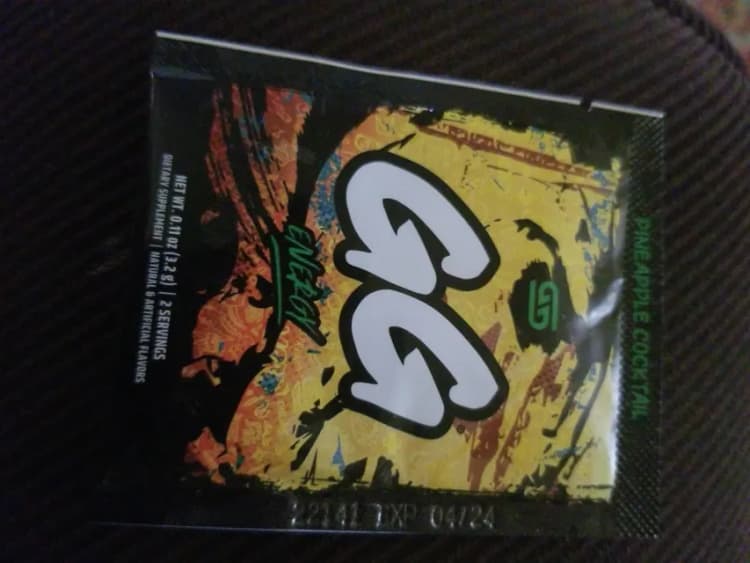 PINEAPPLE COCKTAIL
GG
GG
ENERGY
NET WT. 0.11 oz (3.2 g) | 2 SERVINGS
DIETARY SUPPLEMENT | NATURAL & ARTIFICIAL FLAVORS
22141 EXP 04/24